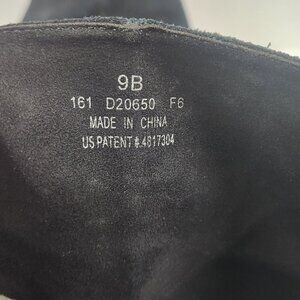 9B
161 D20650 F6
MADE IN CHINA
US PATENT #.4817304